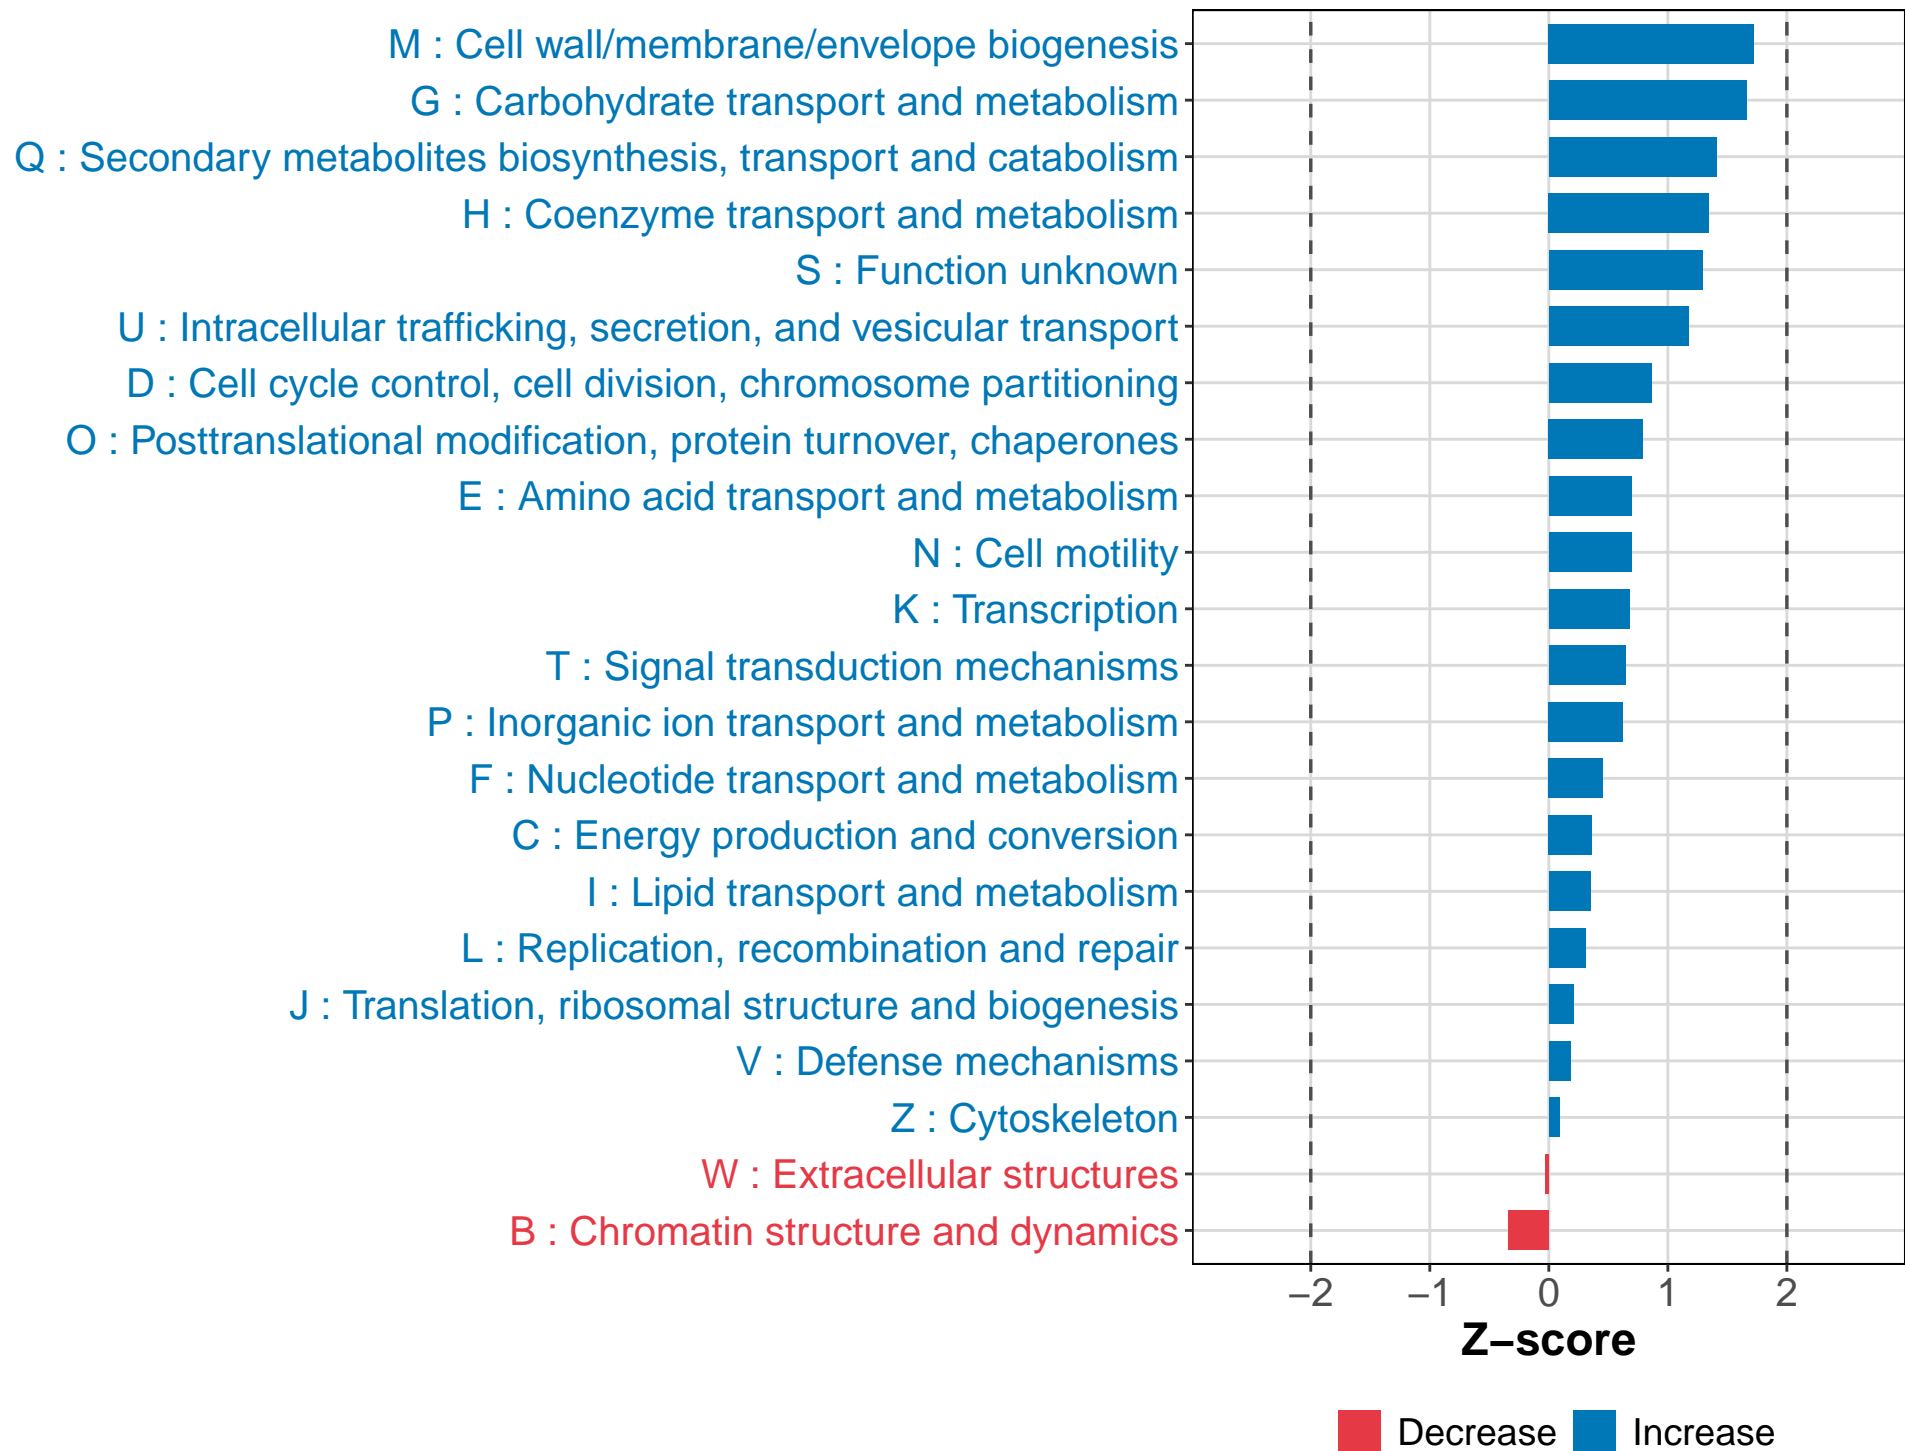 M : Cell wall/membrane/envelope biogenesis
G : Carbohydrate transport and metabolism
Q : Secondary metabolites biosynthesis, transport and catabolism
H : Coenzyme transport and metabolism
S : Function unknown
U : Intracellular trafficking, secretion, and vesicular transport
D : Cell cycle control, cell division, chromosome partitioning
O : Posttranslational modification, protein turnover, chaperones
E : Amino acid transport and metabolism
N : Cell motility
K : Transcription
T : Signal transduction mechanisms
P : Inorganic ion transport and metabolism
F : Nucleotide transport and metabolism
C : Energy production and conversion
I : Lipid transport and metabolism
L : Replication, recombination and repair
J : Translation, ribosomal structure and biogenesis
V : Defense mechanisms
Z : Cytoskeleton
W : Extracellular structures
B : Chromatin structure and dynamics
−2 −1 0 1 2
Z−score
Decrease Increase